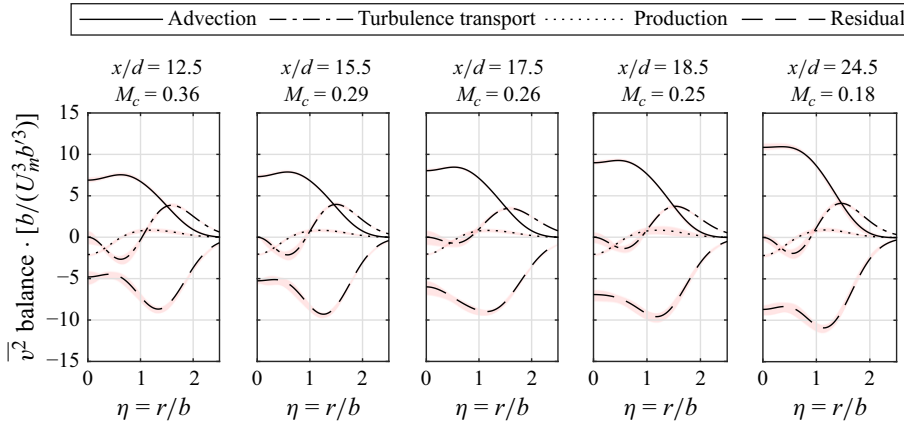 Advection Turbulence transport Production Residual
x/d = 12.5 x/d = 15.5 x/d = 17.5 x/d = 18.5 x/d = 24.5
M_c = 0.36 M_c = 0.29 M_c = 0.26 M_c = 0.25 M_c = 0.18
15
10
5
0
−5
−10
−15
\overline{v^2} balance · [b/(U_m^3 b′^3)]
0 1 2 0 1 2 0 1 2 0 1 2 0 1 2
η = r/b η = r/b η = r/b η = r/b η = r/b